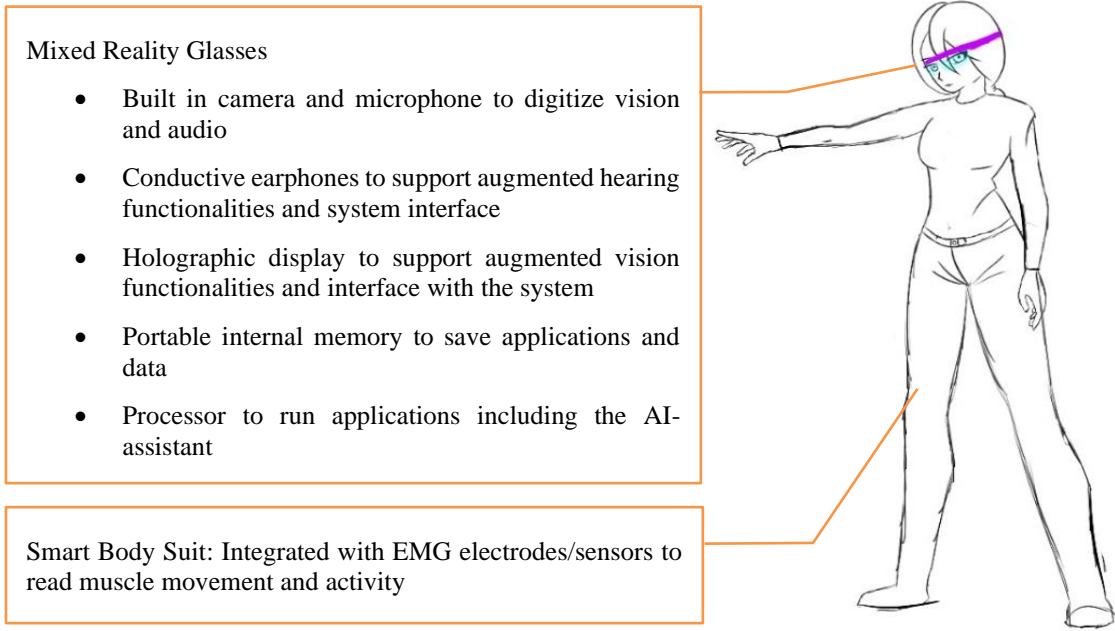 Mixed Reality Glasses
• Built in camera and microphone to digitize vision
and audio
• Conductive earphones to support augmented hearing
functionalities and system interface
• Holographic display to support augmented vision
functionalities and interface with the system
• Portable internal memory to save applications and
data
• Processor to run applications including the AI-
assistant
Smart Body Suit: Integrated with EMG electrodes/sensors to
read muscle movement and activity